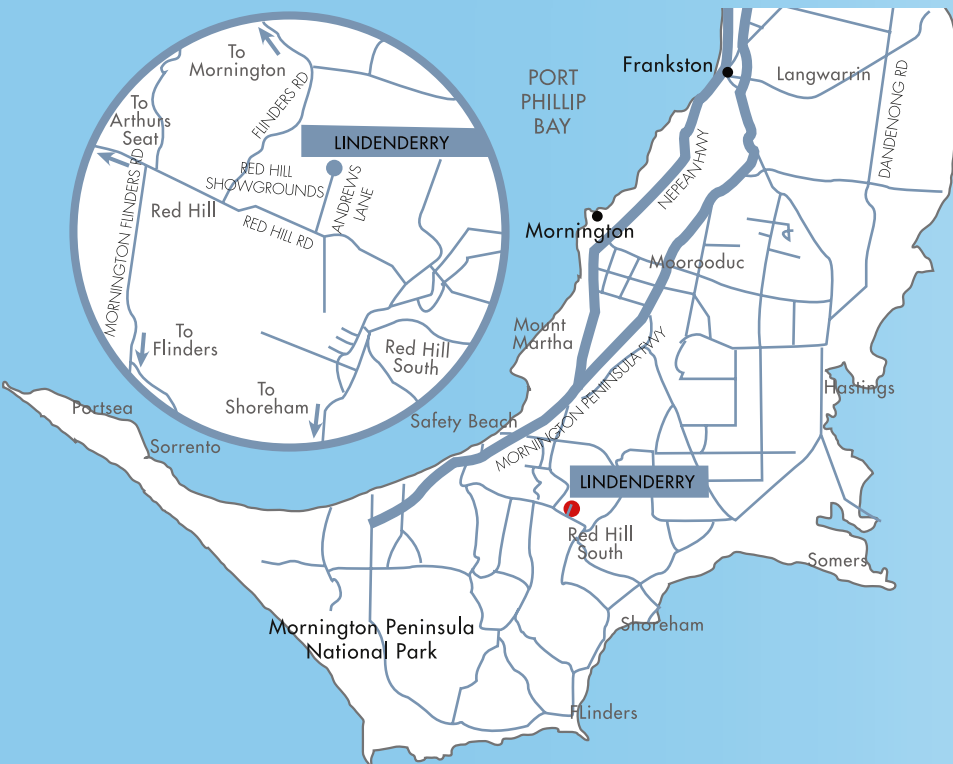 To
Mornington
To
Arthurs
Seat
FLINDERS RD
LINDENDERRY
RED HILL
SHOWGROUNDS
ANDREWS
LANE
Red Hill
RED HILL RD
MORNINGTON FLINDERS RD
To
Flinders
To
Shoreham
Red Hill
South
PORT
PHILLIP
BAY
Frankston
Langwarrin
DANDENONG RD
NEPEAN HWY
Mornington
Moorooduc
Mount
Martha
MORNINGTON PENINSULA FWY
Hastings
Portsea
Sorrento
Safety Beach
LINDENDERRY
Red Hill
South
Somers
Shoreham
Mornington Peninsula
National Park
FLinders